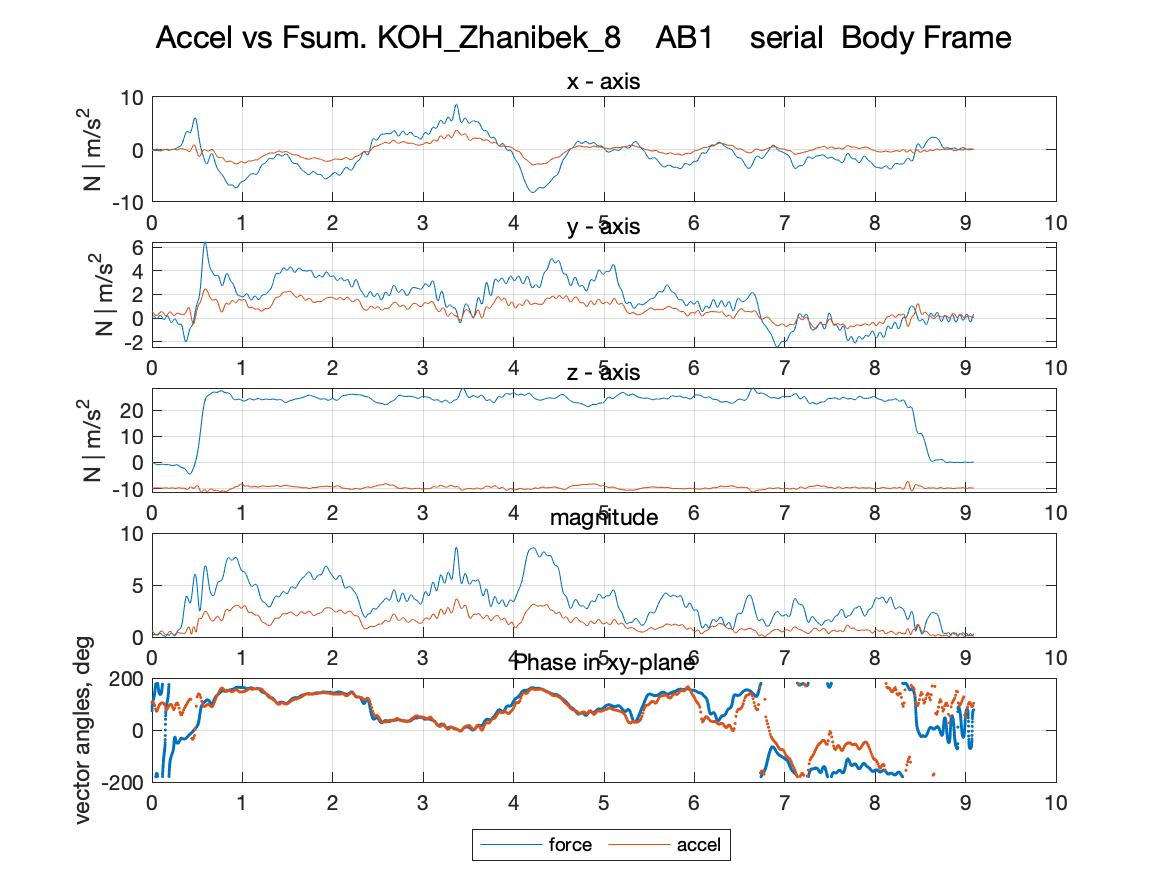 Accel vs Fsum. KOH_Zhanibek_8 AB1 serial Body Frame
x - axis
10
0
-10
N | m/s2
0 1 2 3 4 5 6 7 8 9 10
y - axis
6
4
2
0
-2
N | m/s2
0 1 2 3 4 5 6 7 8 9 10
z - axis
20
10
0
-10
N | m/s2
0 1 2 3 4 5 6 7 8 9 10
magnitude
10
5
0
0 1 2 3 4 5 6 7 8 9 10
Phase in xy-plane
200
0
-200
vector angles, deg
0 1 2 3 4 5 6 7 8 9 10
force accel